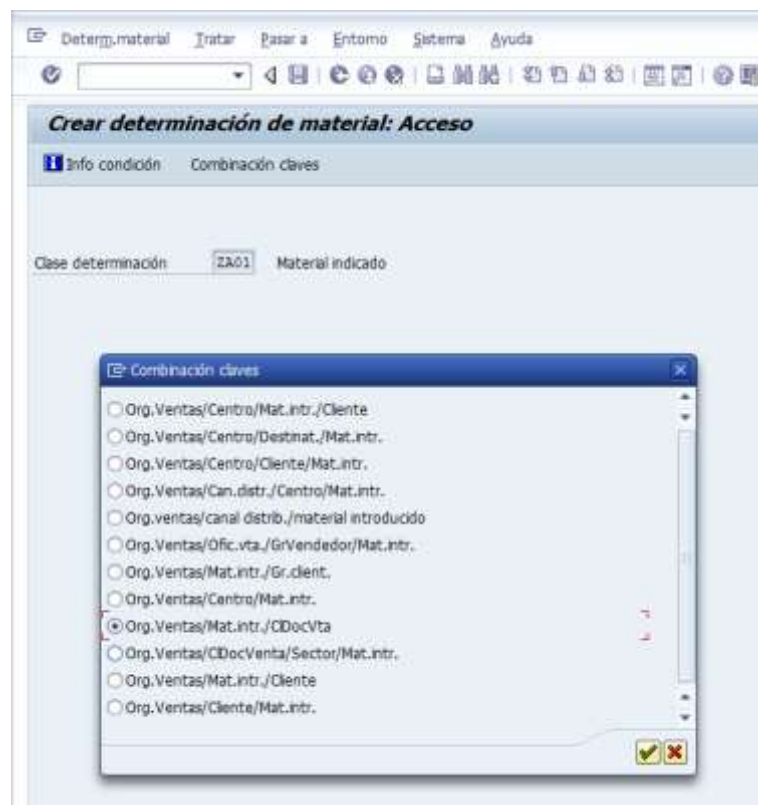 Determ.material Tratar Pasar a Entorno Sistema Ayuda
Crear determinación de material: Acceso
Info condición Combinación claves
Clase determinación ZA01 Material indicado
Combinación claves
Org.Ventas/Centro/Mat.intr./Cliente
Org.Ventas/Centro/Destinat./Mat.intr.
Org.Ventas/Centro/Cliente/Mat.intr.
Org.Ventas/Can.distr./Centro/Mat.intr.
Org.ventas/canal distrib./material introducido
Org.Ventas/Ofic.vta./GrVendedor/Mat.intr.
Org.Ventas/Mat.intr./Gr.client.
Org.Ventas/Centro/Mat.intr.
Org.Ventas/Mat.intr./ClDocVta
Org.Ventas/ClDocVenta/Sector/Mat.intr.
Org.Ventas/Mat.intr./Cliente
Org.Ventas/Cliente/Mat.intr.